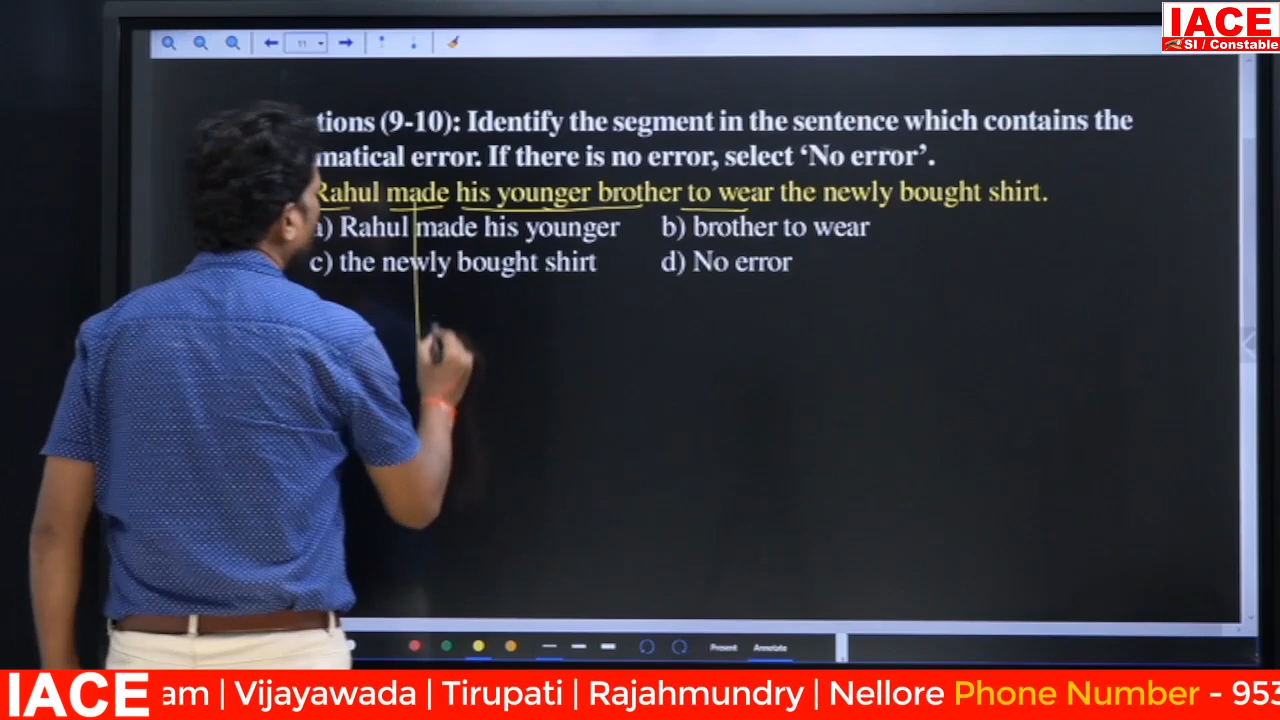 IACE
SI / Constable
11
tions (9-10): Identify the segment in the sentence which contains the
matical error. If there is no error, select ‘No error’.
Rahul made his younger brother to wear the newly bought shirt.
a) Rahul made his younger b) brother to wear
c) the newly bought shirt d) No error
Present Annotate
IACE am | Vijayawada | Tirupati | Rajahmundry | Nellore Phone Number - 953